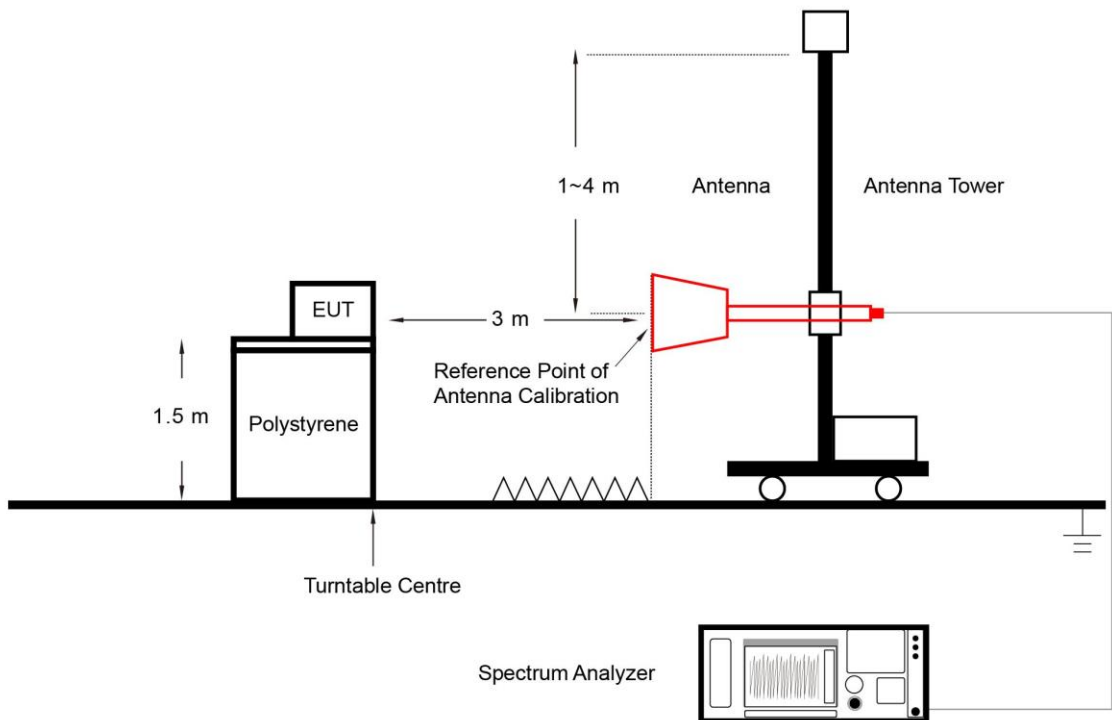 1~4 m
Antenna
Antenna Tower
EUT
3 m
Reference Point of
Antenna Calibration
1.5 m
Polystyrene
Turntable Centre
Spectrum Analyzer